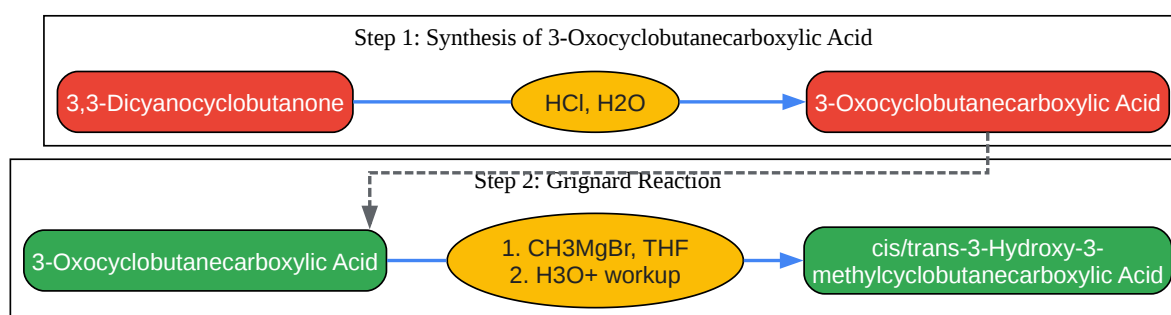 Step 1: Synthesis of 3-Oxocyclobutanecarboxylic Acid
3,3-Dicyanocyclobutanone
HCl, H2O
3-Oxocyclobutanecarboxylic Acid
Step 2: Grignard Reaction
3-Oxocyclobutanecarboxylic Acid
1. CH3MgBr, THF
2. H3O+ workup
cis/trans-3-Hydroxy-3-
methylcyclobutanecarboxylic Acid